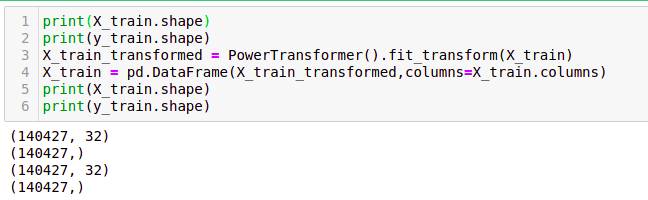 1 print(X_train.shape)
2 print(y_train.shape)
3 X_train_transformed = PowerTransformer().fit_transform(X_train)
4 X_train = pd.DataFrame(X_train_transformed,columns=X_train.columns)
5 print(X_train.shape)
6 print(y_train.shape)
(140427, 32)
(140427,)
(140427, 32)
(140427,)